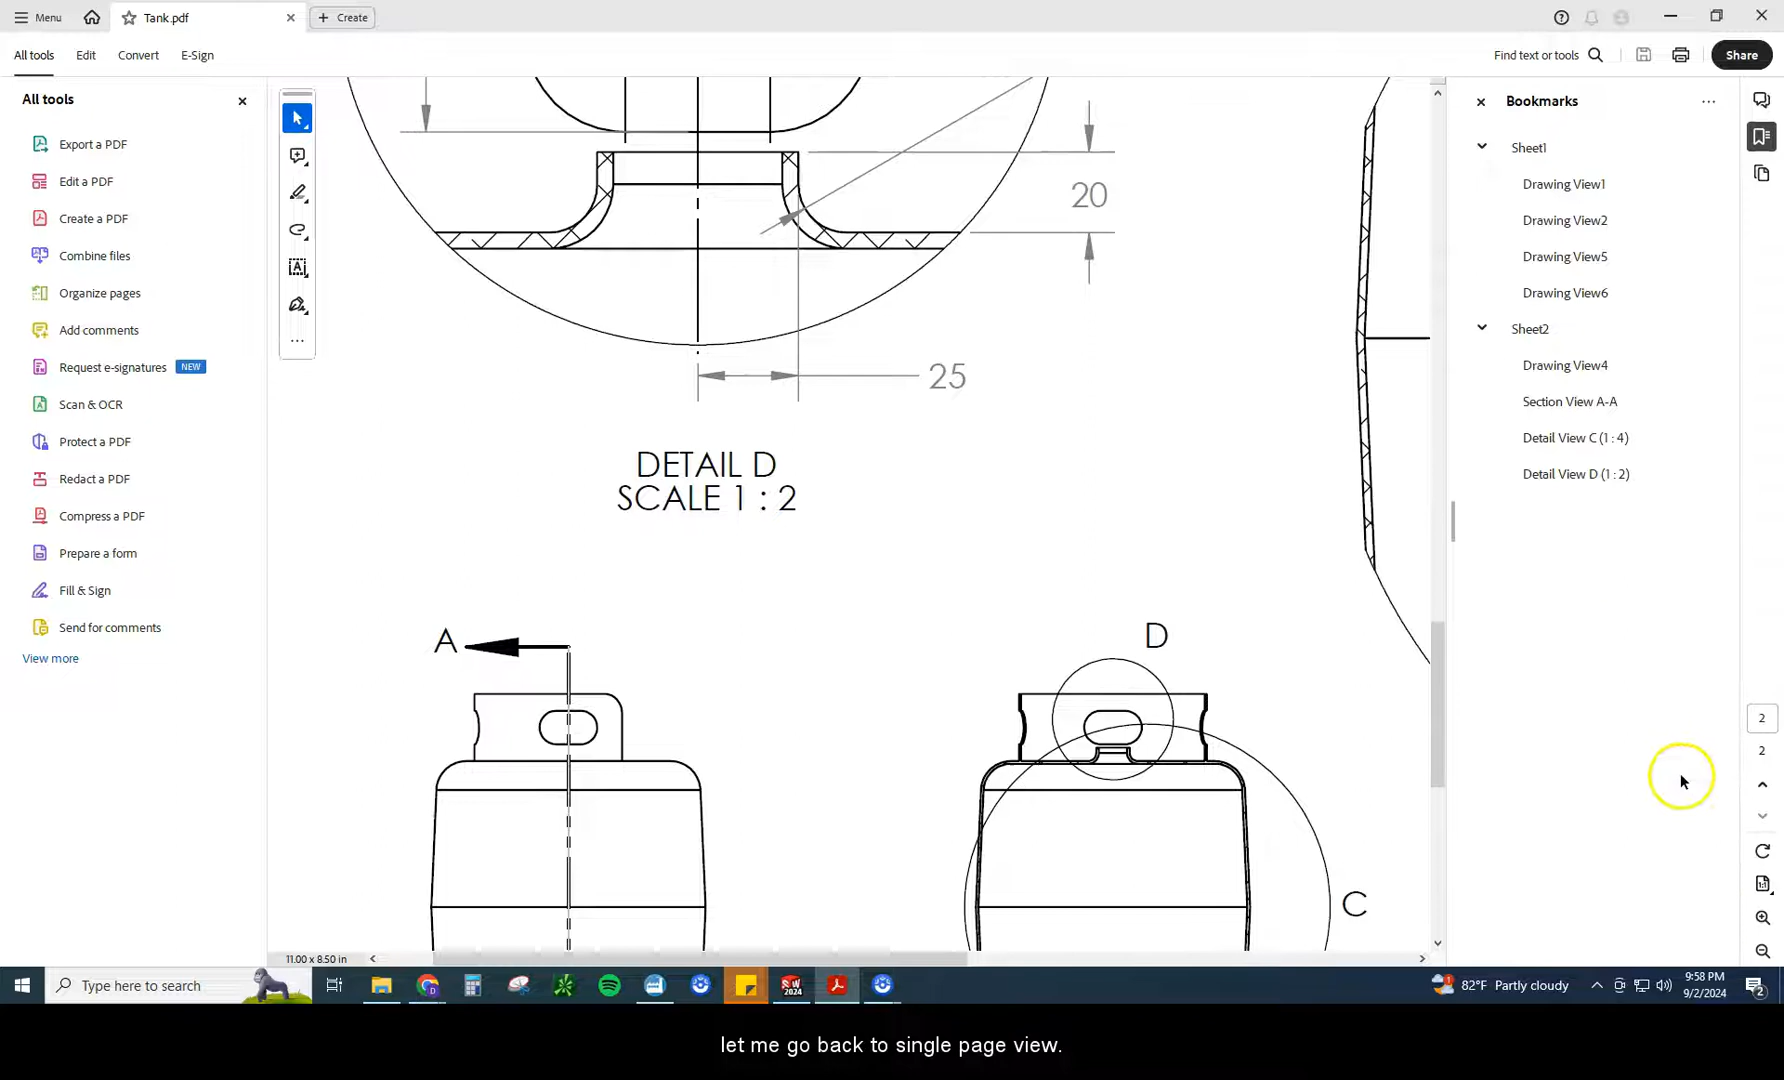 Menu
Tank.pdf
Create
All tools
Edit
Convert
E-Sign
Find text or tools
Share
All tools
Export a PDF
Edit a PDF
Create a PDF
Combine files
Organize pages
Add comments
Request e-signatures
NEW
Scan & OCR
Protect a PDF
Redact a PDF
Compress a PDF
Prepare a form
Fill & Sign
Send for comments
View more
20
25
DETAIL D
SCALE 1 : 2
A
D
C
11.00 x 8.50 in
Bookmarks
Sheet1
Drawing View1
Drawing View2
Drawing View5
Drawing View6
Sheet2
Drawing View4
Section View A-A
Detail View C (1 : 4)
Detail View D (1 : 2)
2
2
1:1
Type here to search
SW
2024
82°F Partly cloudy
9:58 PM
9/2/2024
2
let me go back to single page view.